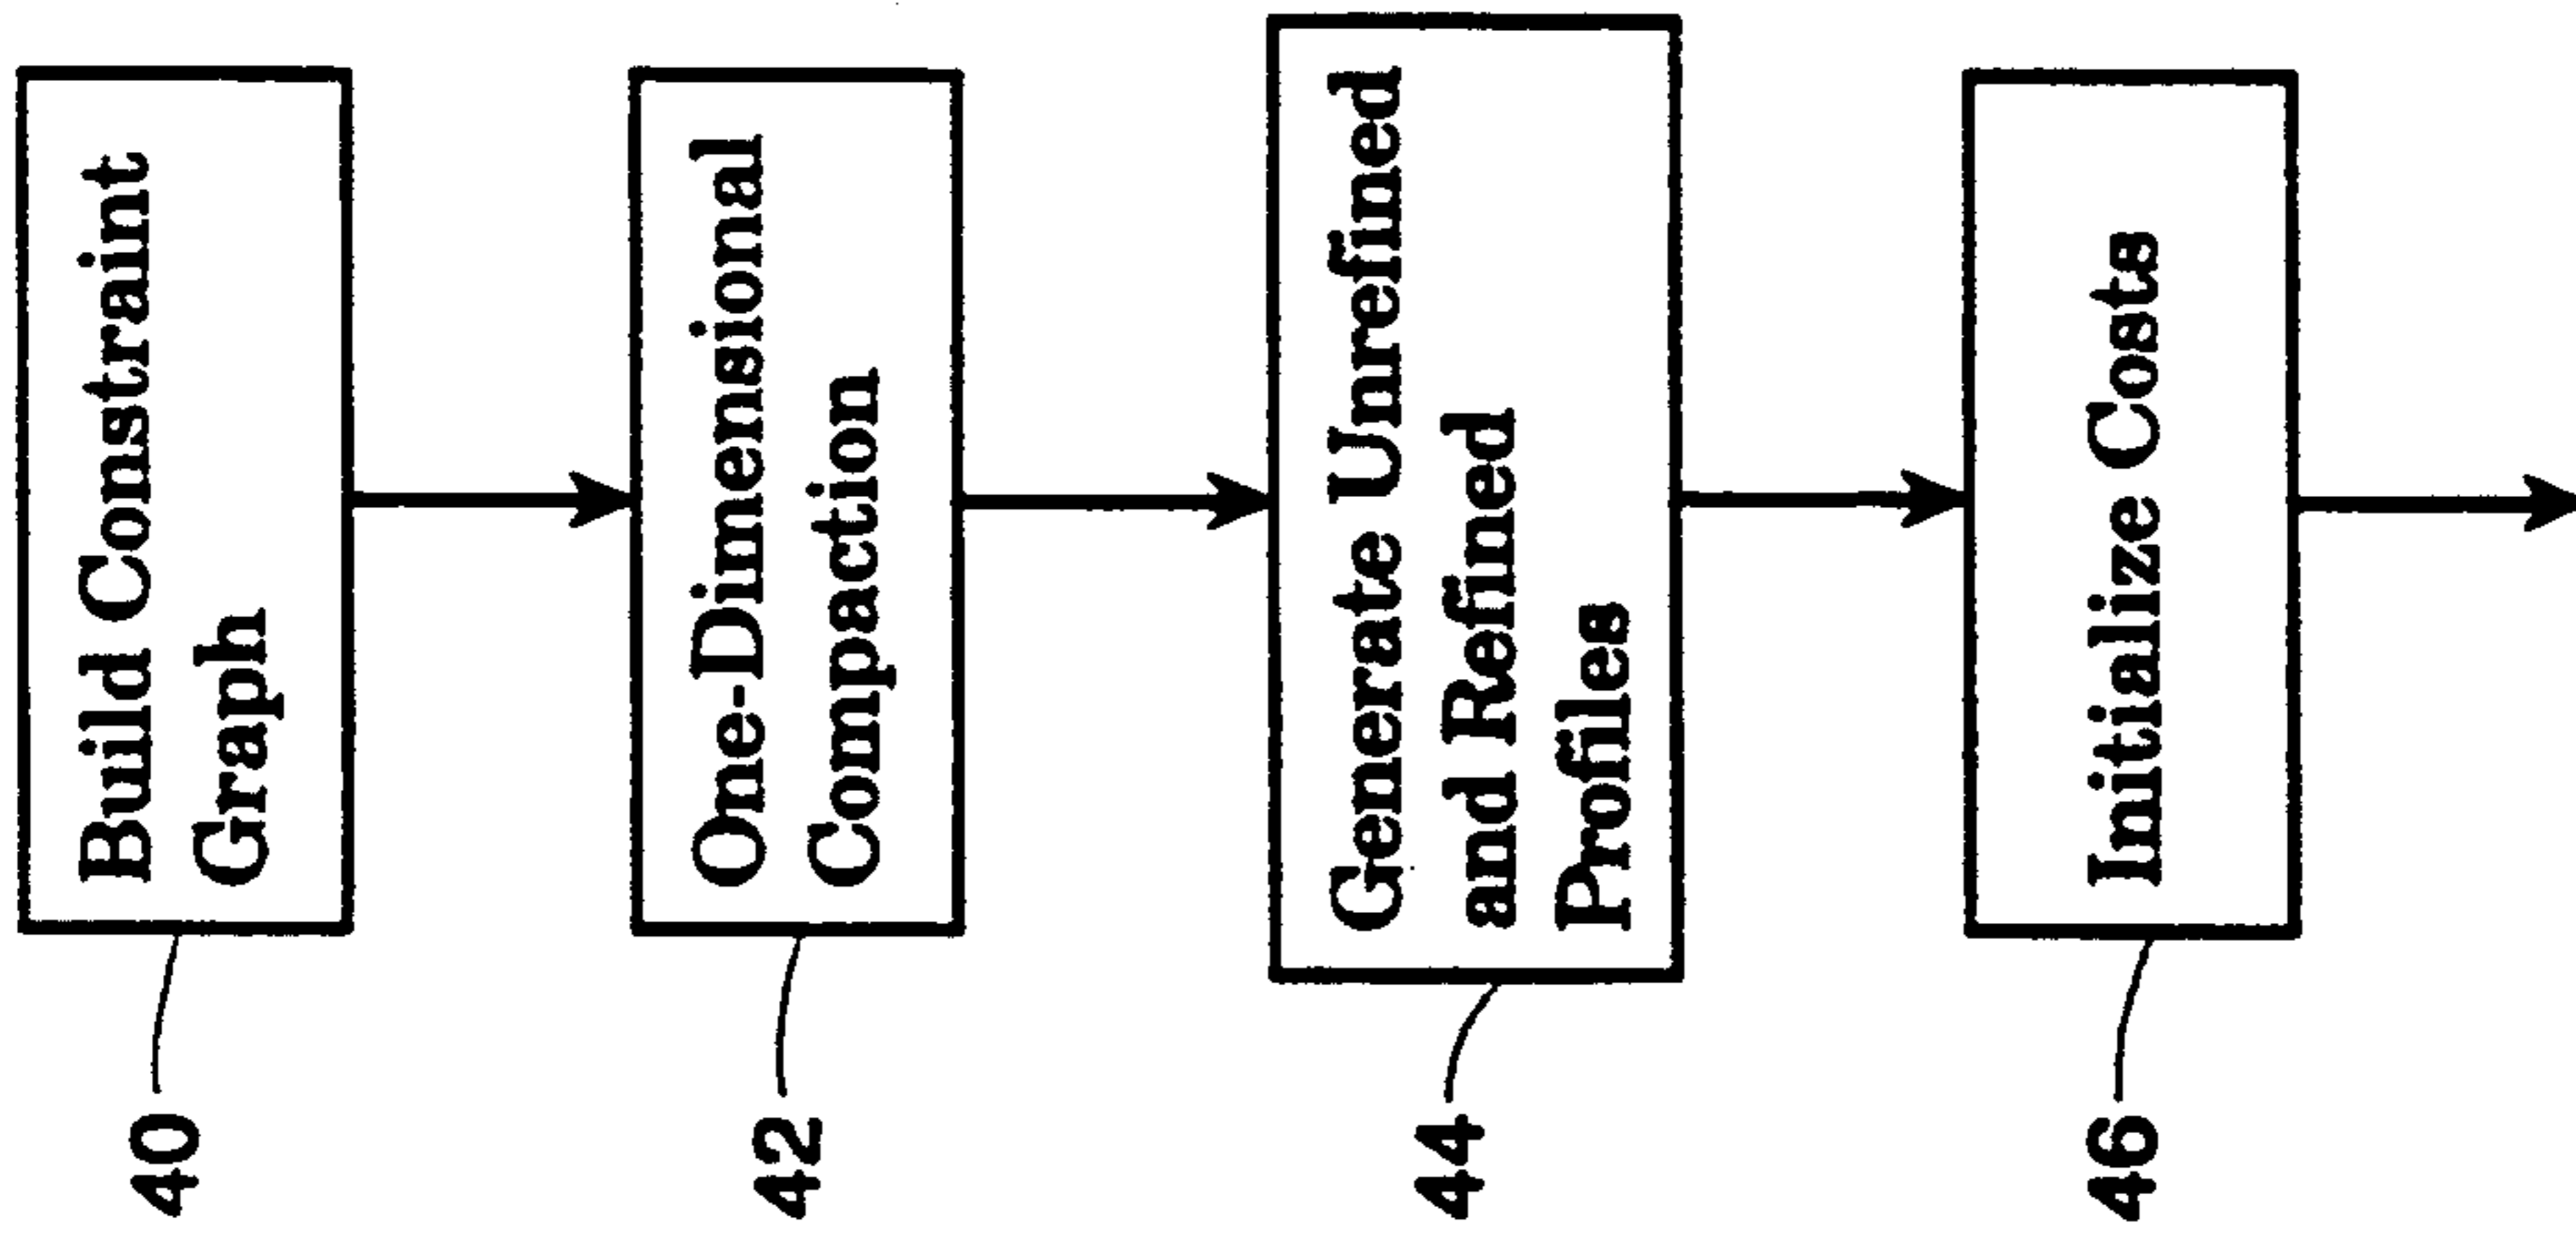 40
Build Constraint
Graph
42
One-Dimensional
Compaction
44
Generate Unrefined
and Refined
Profiles
46
Initialize Costs